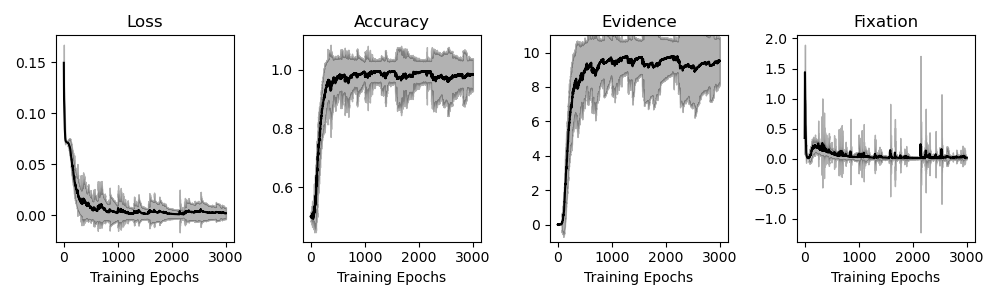 Loss Accuracy Evidence Fixation
0.15 0.10 0.05 0.00
1.0 0.8 0.6
10 8 6 4 2 0
2.0 1.5 1.0 0.5 0.0 −0.5 −1.0
0 1000 2000 3000 0 1000 2000 3000 0 1000 2000 3000 0 1000 2000 3000
Training Epochs Training Epochs Training Epochs Training Epochs